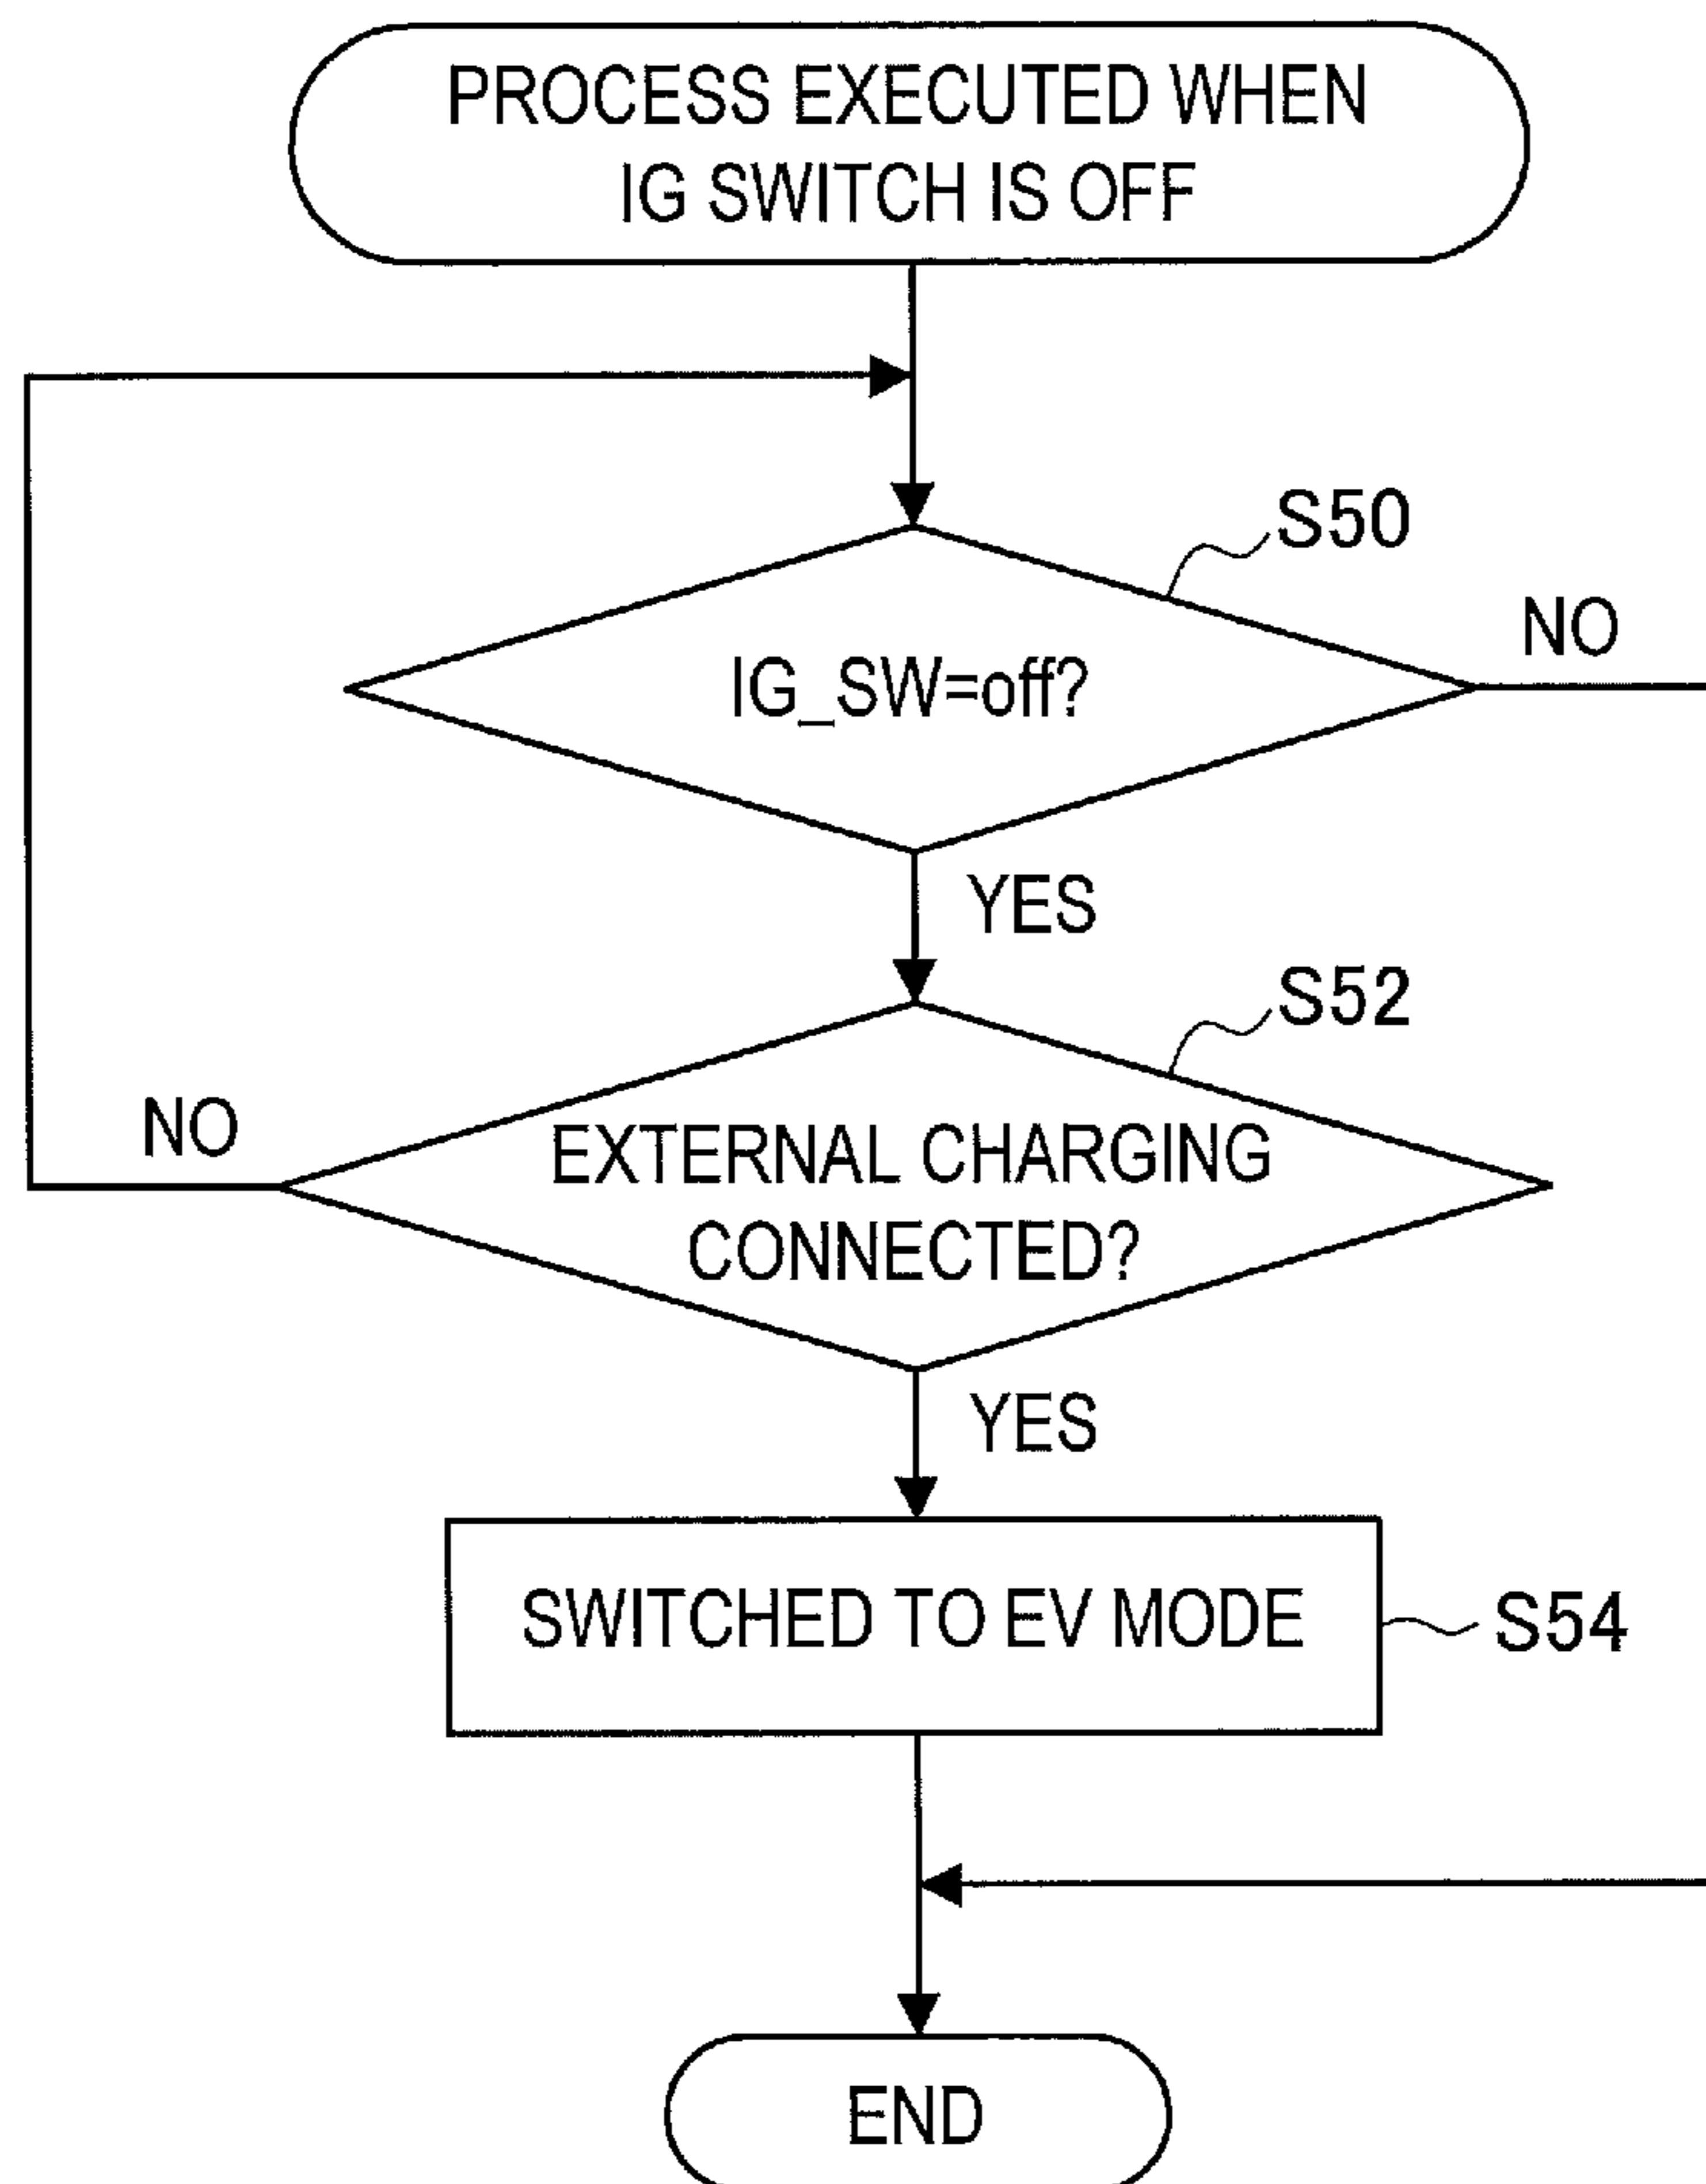 PROCESS EXECUTED WHEN
IG SWITCH IS OFF
S50
NO
IG_SW=off?
YES
S52
NO
EXTERNAL CHARGING
CONNECTED?
YES
SWITCHED TO EV MODE
S54
END